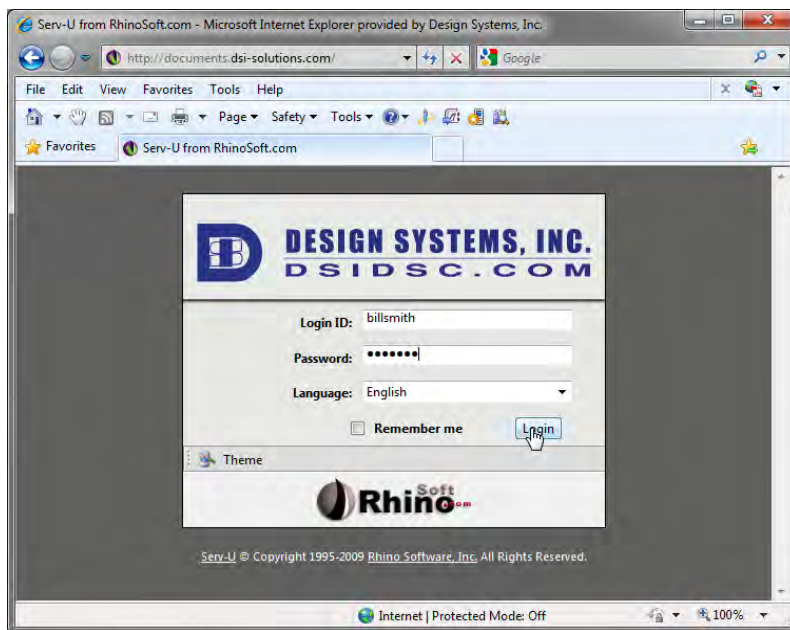 Serv-U from RhinoSoft.com - Microsoft Internet Explorer provided by Design Systems, Inc.
http://documents.dsi-solutions.com/
Google
File Edit View Favorites Tools Help
Page Safety Tools
Favorites
Serv-U from RhinoSoft.com
DESIGN SYSTEMS, INC.
DSIDSC.COM
Login ID: billsmith
Password: •••••••
Language: English
Remember me
Login
Theme
RhinoSoft.com
Serv-U © Copyright 1995-2009 Rhino Software, Inc. All Rights Reserved.
Internet | Protected Mode: Off
100%